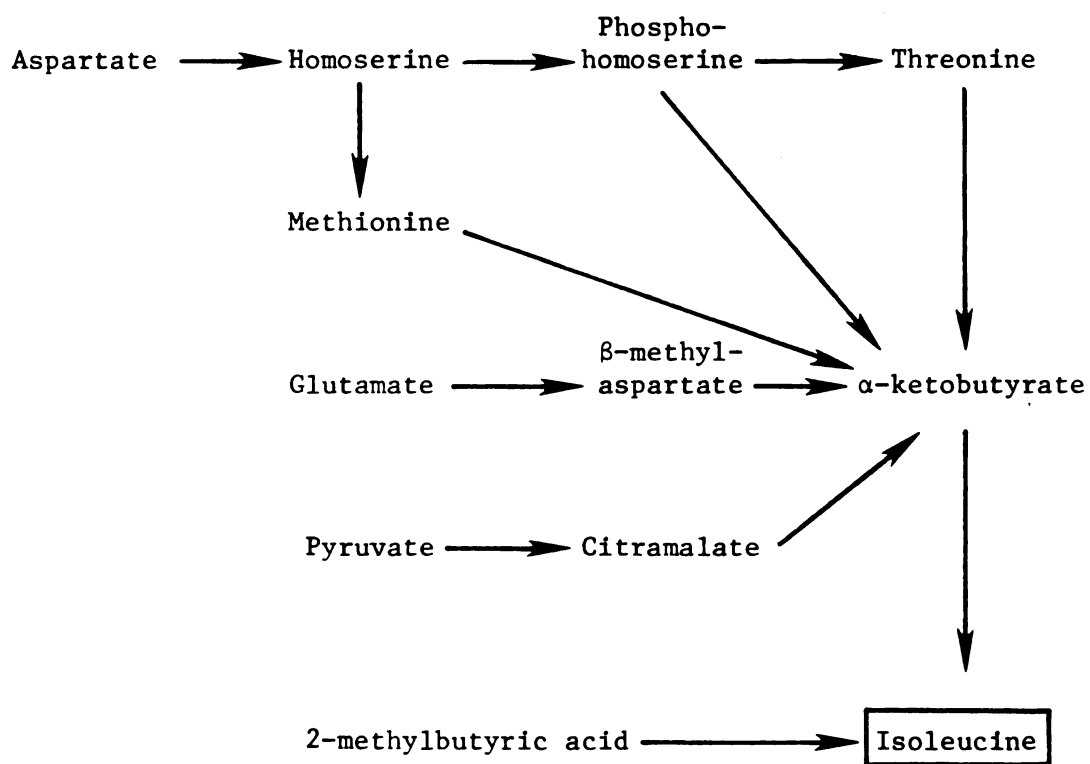 Aspartate Homoserine Phospho-
homoserine Threonine
Methionine
Glutamate β-methyl-
aspartate α-ketobutyrate
Pyruvate Citramalate
2-methylbutyric acid Isoleucine